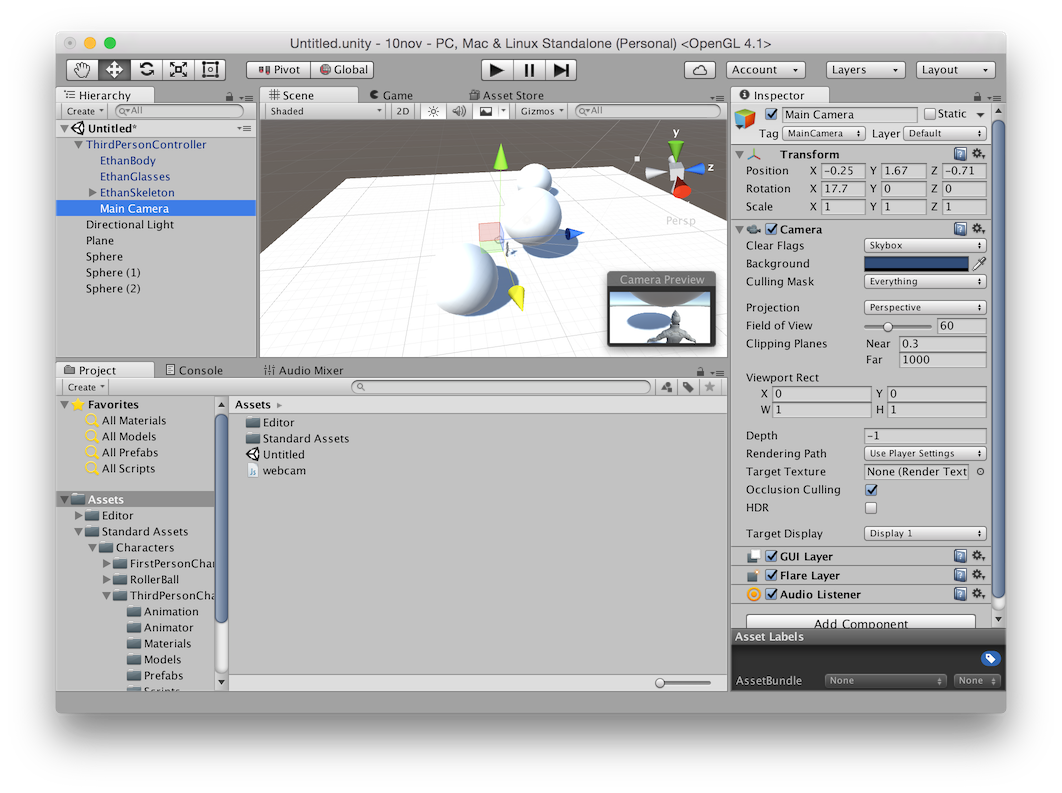 Untitled.unity - 10nov - PC, Mac & Linux Standalone (Personal) <OpenGL 4.1>
Pivot Global Account Layers Layout
Hierarchy
Create All
Untitled*
ThirdPersonController
EthanBody
EthanGlasses
EthanSkeleton
Main Camera
Directional Light
Plane
Sphere
Sphere (1)
Sphere (2)
Scene Game Asset Store
Shaded 2D Gizmos All
y
z
Persp
Camera Preview
Inspector
Main Camera Static
Tag MainCamera Layer Default
Transform
Position X -0.25 Y 1.67 Z -0.71
Rotation X 17.7 Y 0 Z 0
Scale X 1 Y 1 Z 1
Camera
Clear Flags Skybox
Background
Culling Mask Everything
Projection Perspective
Field of View 60
Clipping Planes Near 0.3
Far 1000
Viewport Rect
X 0 Y 0
W 1 H 1
Depth -1
Rendering Path Use Player Settings
Target Texture None (Render Text
Occlusion Culling
HDR
Target Display Display 1
GUI Layer
Flare Layer
Audio Listener
Add Component
Asset Labels
AssetBundle None None
Project Console Audio Mixer
Create
Favorites
All Materials
All Models
All Prefabs
All Scripts
Assets
Editor
Standard Assets
Characters
FirstPersonChar
RollerBall
ThirdPersonCha
Animation
Animator
Materials
Models
Prefabs
Scripts
Assets
Editor
Standard Assets
Untitled
Js webcam